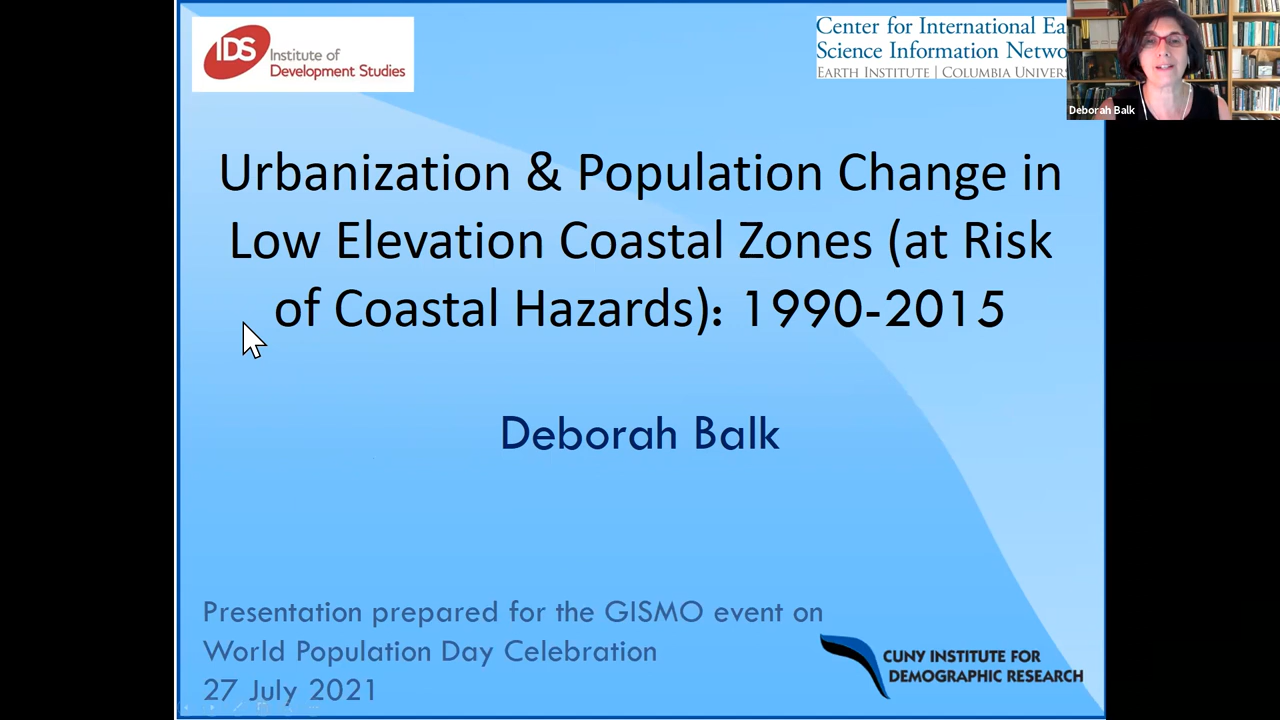 IDS
Institute of
Development Studies
Center for International Ea
Science Information Netwo
EARTH INSTITUTE | COLUMBIA UNIVER
Deborah Balk
Urbanization & Population Change in
Low Elevation Coastal Zones (at Risk
of Coastal Hazards): 1990-2015
Deborah Balk
Presentation prepared for the GISMO event on
World Population Day Celebration
27 July 2021
CUNY INSTITUTE FOR
DEMOGRAPHIC RESEARCH